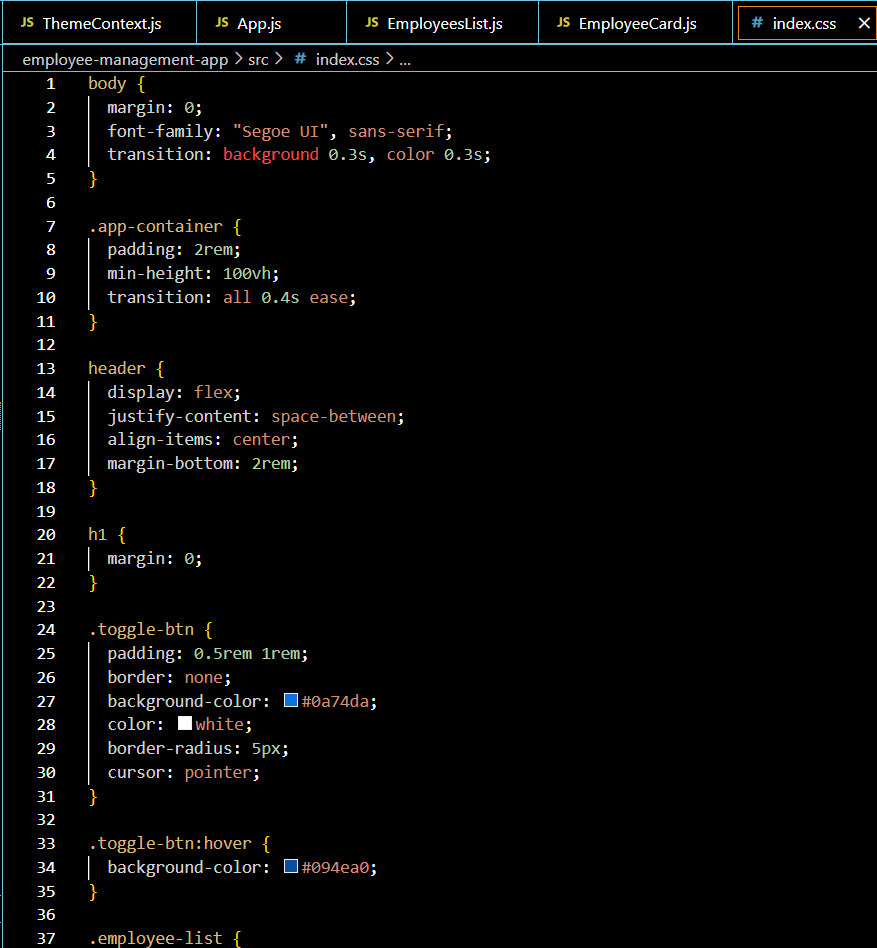 JS ThemeContext.js JS App.js JS EmployeesList.js JS EmployeeCard.js # index.css ✕
employee-management-app > src > # index.css > ...
1 body {
2   margin: 0;
3   font-family: "Segoe UI", sans-serif;
4   transition: background 0.3s, color 0.3s;
5 }
6
7 .app-container {
8   padding: 2rem;
9   min-height: 100vh;
10   transition: all 0.4s ease;
11 }
12
13 header {
14   display: flex;
15   justify-content: space-between;
16   align-items: center;
17   margin-bottom: 2rem;
18 }
19
20 h1 {
21   margin: 0;
22 }
23
24 .toggle-btn {
25   padding: 0.5rem 1rem;
26   border: none;
27   background-color: #0a74da;
28   color: white;
29   border-radius: 5px;
30   cursor: pointer;
31 }
32
33 .toggle-btn:hover {
34   background-color: #094ea0;
35 }
36
37 .employee-list {